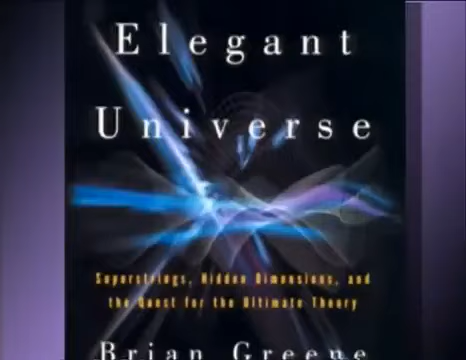 Elegant
Universe
Superstrings, Hidden Dimensions, and
the Quest for the Ultimate Theory
Brian Greene